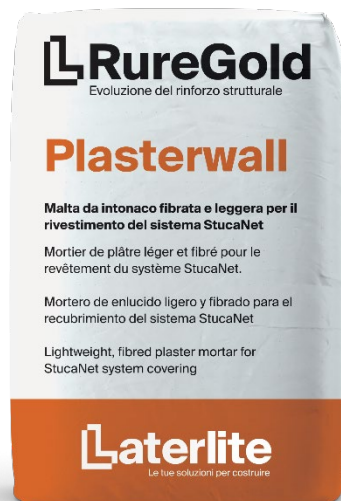 RureGold
Evoluzione del rinforzo strutturale
Plasterwall
Malta da intonaco fibrata e leggera per il
rivestimento del sistema StucaNet
Mortier de plâtre léger et fibré pour le
revêtement du système StucaNet.
Mortero de enlucido ligero y fibrado para el
recubrimiento del sistema StucaNet
Lightweight, fibred plaster mortar for
StucaNet system covering
Laterlite
Le tue soluzioni per costruire